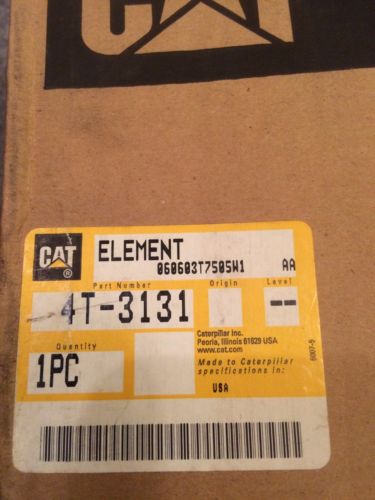 CAT
CAT
®
ELEMENT
060603T7505W1 AA
Part Number Origin Level
4T-3131 --
Caterpillar Inc.
Peoria, Illinois 61629 USA
www.cat.com
Quantity
1PC
Made to Caterpillar
specifications in:
USA